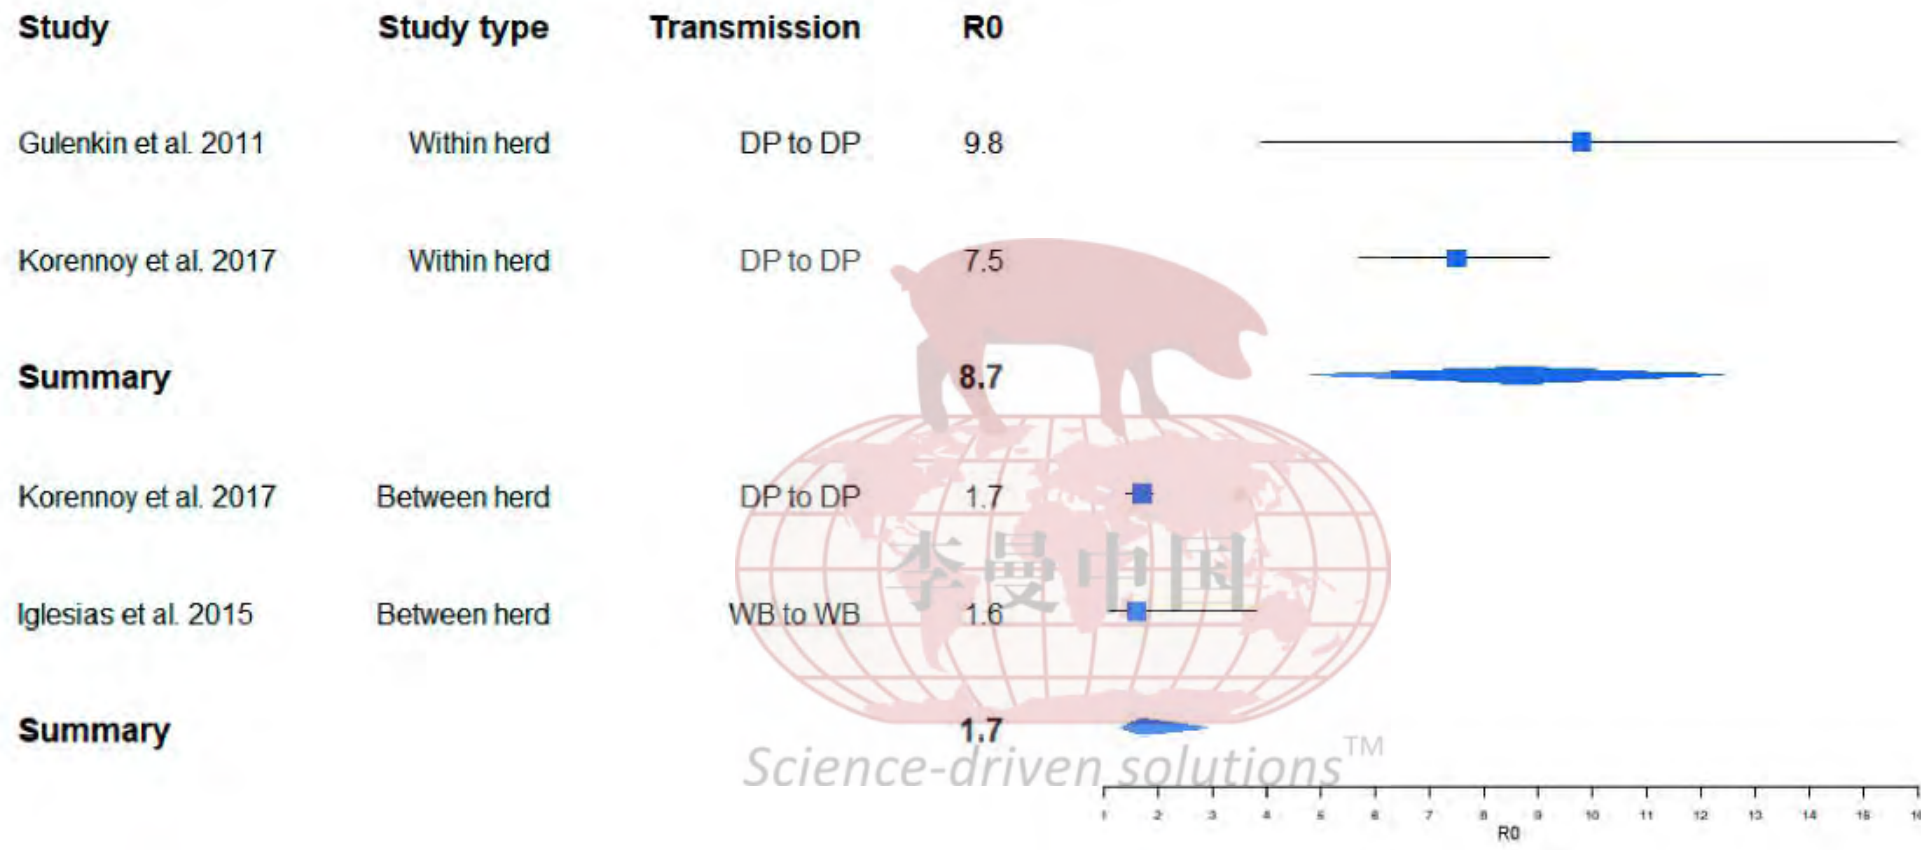 Study Study type Transmission R0
Gulenkin et al. 2011 Within herd DP to DP 9.8
Korennoy et al. 2017 Within herd DP to DP 7.5
Summary 8.7
Korennoy et al. 2017 Between herd DP to DP 1.7
李曼中国
Iglesias et al. 2015 Between herd WB to WB 1.6
Summary 1.7
Science-driven solutions™
1 2 3 4 5 6 7 8 9 10 11 12 13 14 15 16
R0